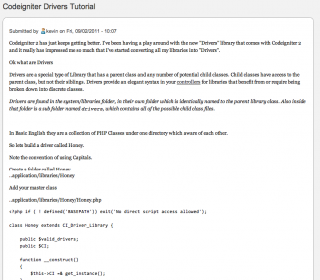 Codeigniter Drivers Tutorial
Submitted by kevin on Fri, 09/02/2011 - 10:07
Codeigniter 2 has just keeps getting better. I've been having a play around with the new "Drivers" library that comes with Codeigniter 2
and it really has impressed me so much that I've started converting all my libraries into "Drivers".
Ok what are Drivers
Drivers are a special type of Library that has a parent class and any number of potential child classes. Child classes have access to the
parent class, but not their siblings. Drivers provide an elegant syntax in your controllers for libraries that benefit from or require being
broken down into discrete classes.
Drivers are found in the system/libraries folder, in their own folder which is identically named to the parent library class. Also inside
that folder is a sub folder named drivers, which contains all of the possible child class files.
In Basic English they are a collection of PHP Classes under one directory which are aware of each other.
So lets build a driver called Honey.
Note the convention of using Capitals.
Create a folder called Honey
..application/libraries/Honey
Add your master class
..application/libraries/Honey/Honey.php
<?php if ( ! defined('BASEPATH')) exit('No direct script access allowed');
class Honey extends CI_Driver_Library {
public $valid_drivers;
public $CI;
function __construct()
{
$this->CI =& get_instance();